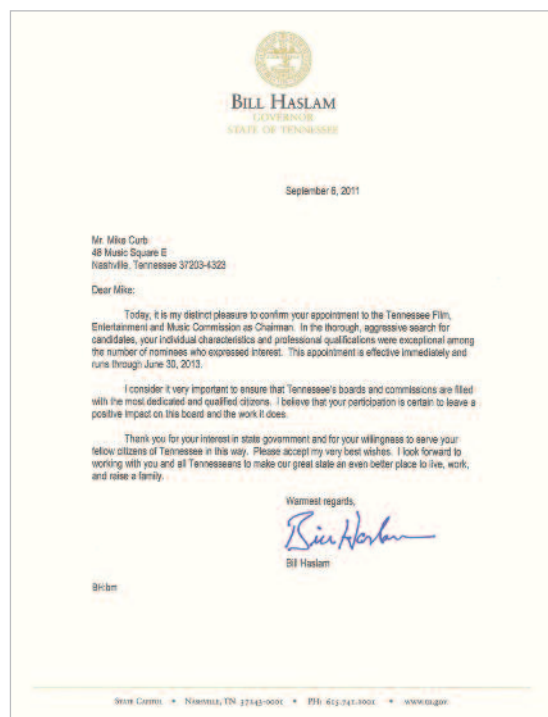 BILL HASLAM
GOVERNOR
STATE OF TENNESSEE
September 6, 2011
Mr. Mike Curb
48 Music Square E
Nashville, Tennessee 37203-4323
Dear Mike:
Today, it is my distinct pleasure to confirm your appointment to the Tennessee Film,
Entertainment and Music Commission as Chairman. In the thorough, aggressive search for
candidates, your individual characteristics and professional qualifications were exceptional among
the number of nominees who expressed interest. This appointment is effective immediately and
runs through June 30, 2013.
I consider it very important to ensure that Tennessee's boards and commissions are filled
with the most dedicated and qualified citizens. I believe that your participation is certain to leave a
positive impact on this board and the work it does.
Thank you for your interest in state government and for your willingness to serve your
fellow citizens of Tennessee in this way. Please accept my very best wishes. I look forward to
working with you and all Tennesseans to make our great state an even better place to live, work,
and raise a family.
Warmest regards,
Bill Haslam
Bill Haslam
BH:bm
STATE CAPITOL • NASHVILLE, TN 37243-0001 • PH: 615.741.2001 • www.tn.gov